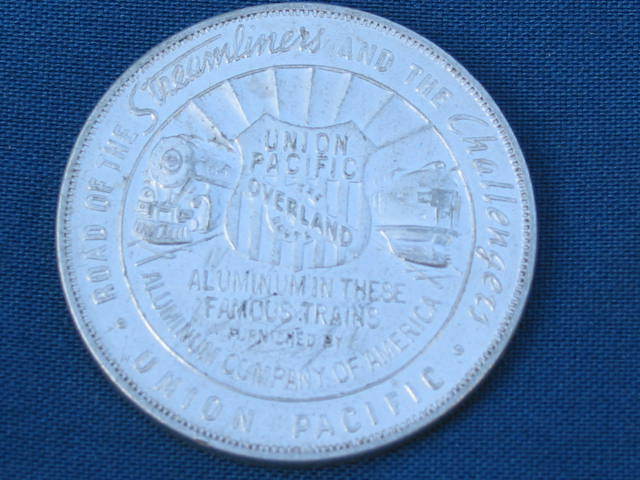 ROAD OF THE Streamliners AND THE Challengers
UNION PACIFIC
UNION
PACIFIC
OVERLAND
ALUMINUM IN THESE
FAMOUS TRAINS
FURNISHED BY
ALUMINUM COMPANY OF AMERICA